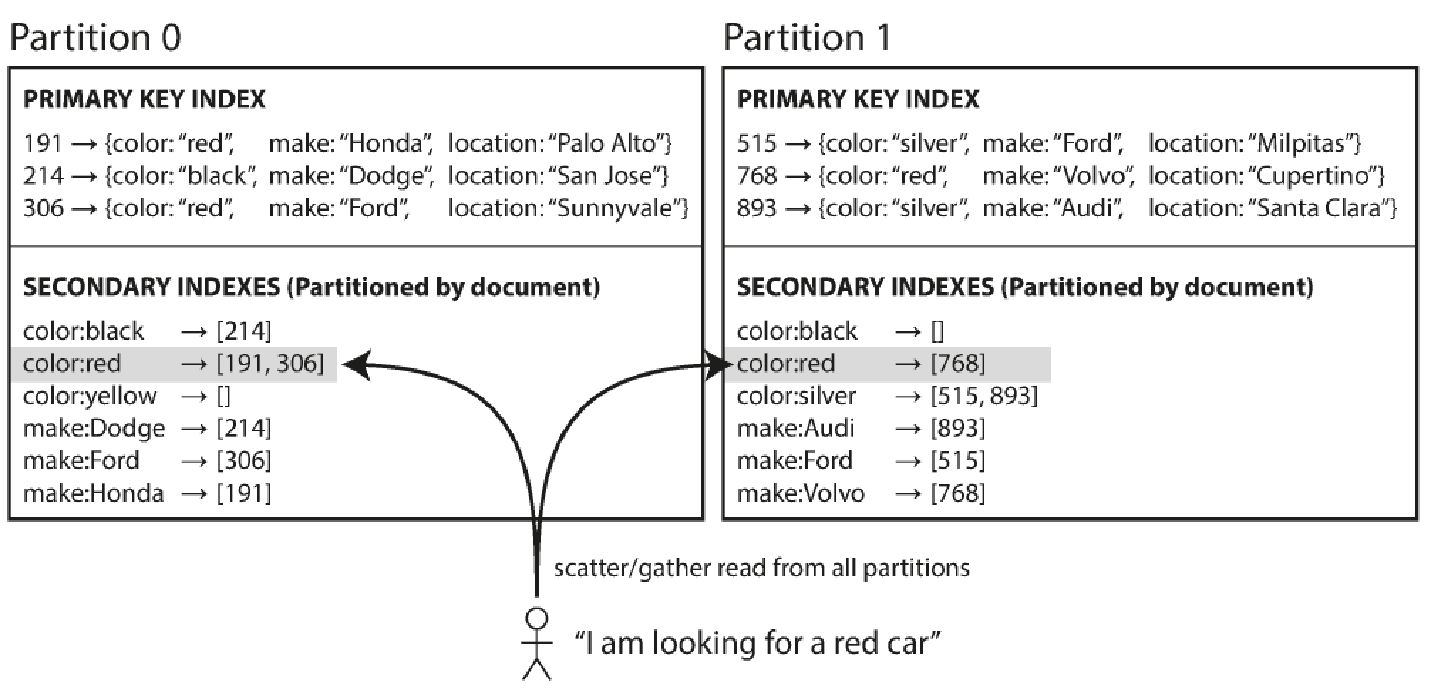 Partition 0
PRIMARY KEY INDEX
191 → {color: “red”, make: “Honda”, location: “Palo Alto”}
214 → {color: “black”, make: “Dodge”, location: “San Jose”}
306 → {color: “red”, make: “Ford”, location: “Sunnyvale”}
SECONDARY INDEXES (Partitioned by document)
color:black → [214]
color:red → [191, 306]
color:yellow → []
make:Dodge → [214]
make:Ford → [306]
make:Honda → [191]
Partition 1
PRIMARY KEY INDEX
515 → {color: “silver”, make: “Ford”, location: “Milpitas”}
768 → {color: “red”, make: “Volvo”, location: “Cupertino”}
893 → {color: “silver”, make: “Audi”, location: “Santa Clara”}
SECONDARY INDEXES (Partitioned by document)
color:black → []
color:red → [768]
color:silver → [515, 893]
make:Audi → [893]
make:Ford → [515]
make:Volvo → [768]
scatter/gather read from all partitions
“I am looking for a red car”